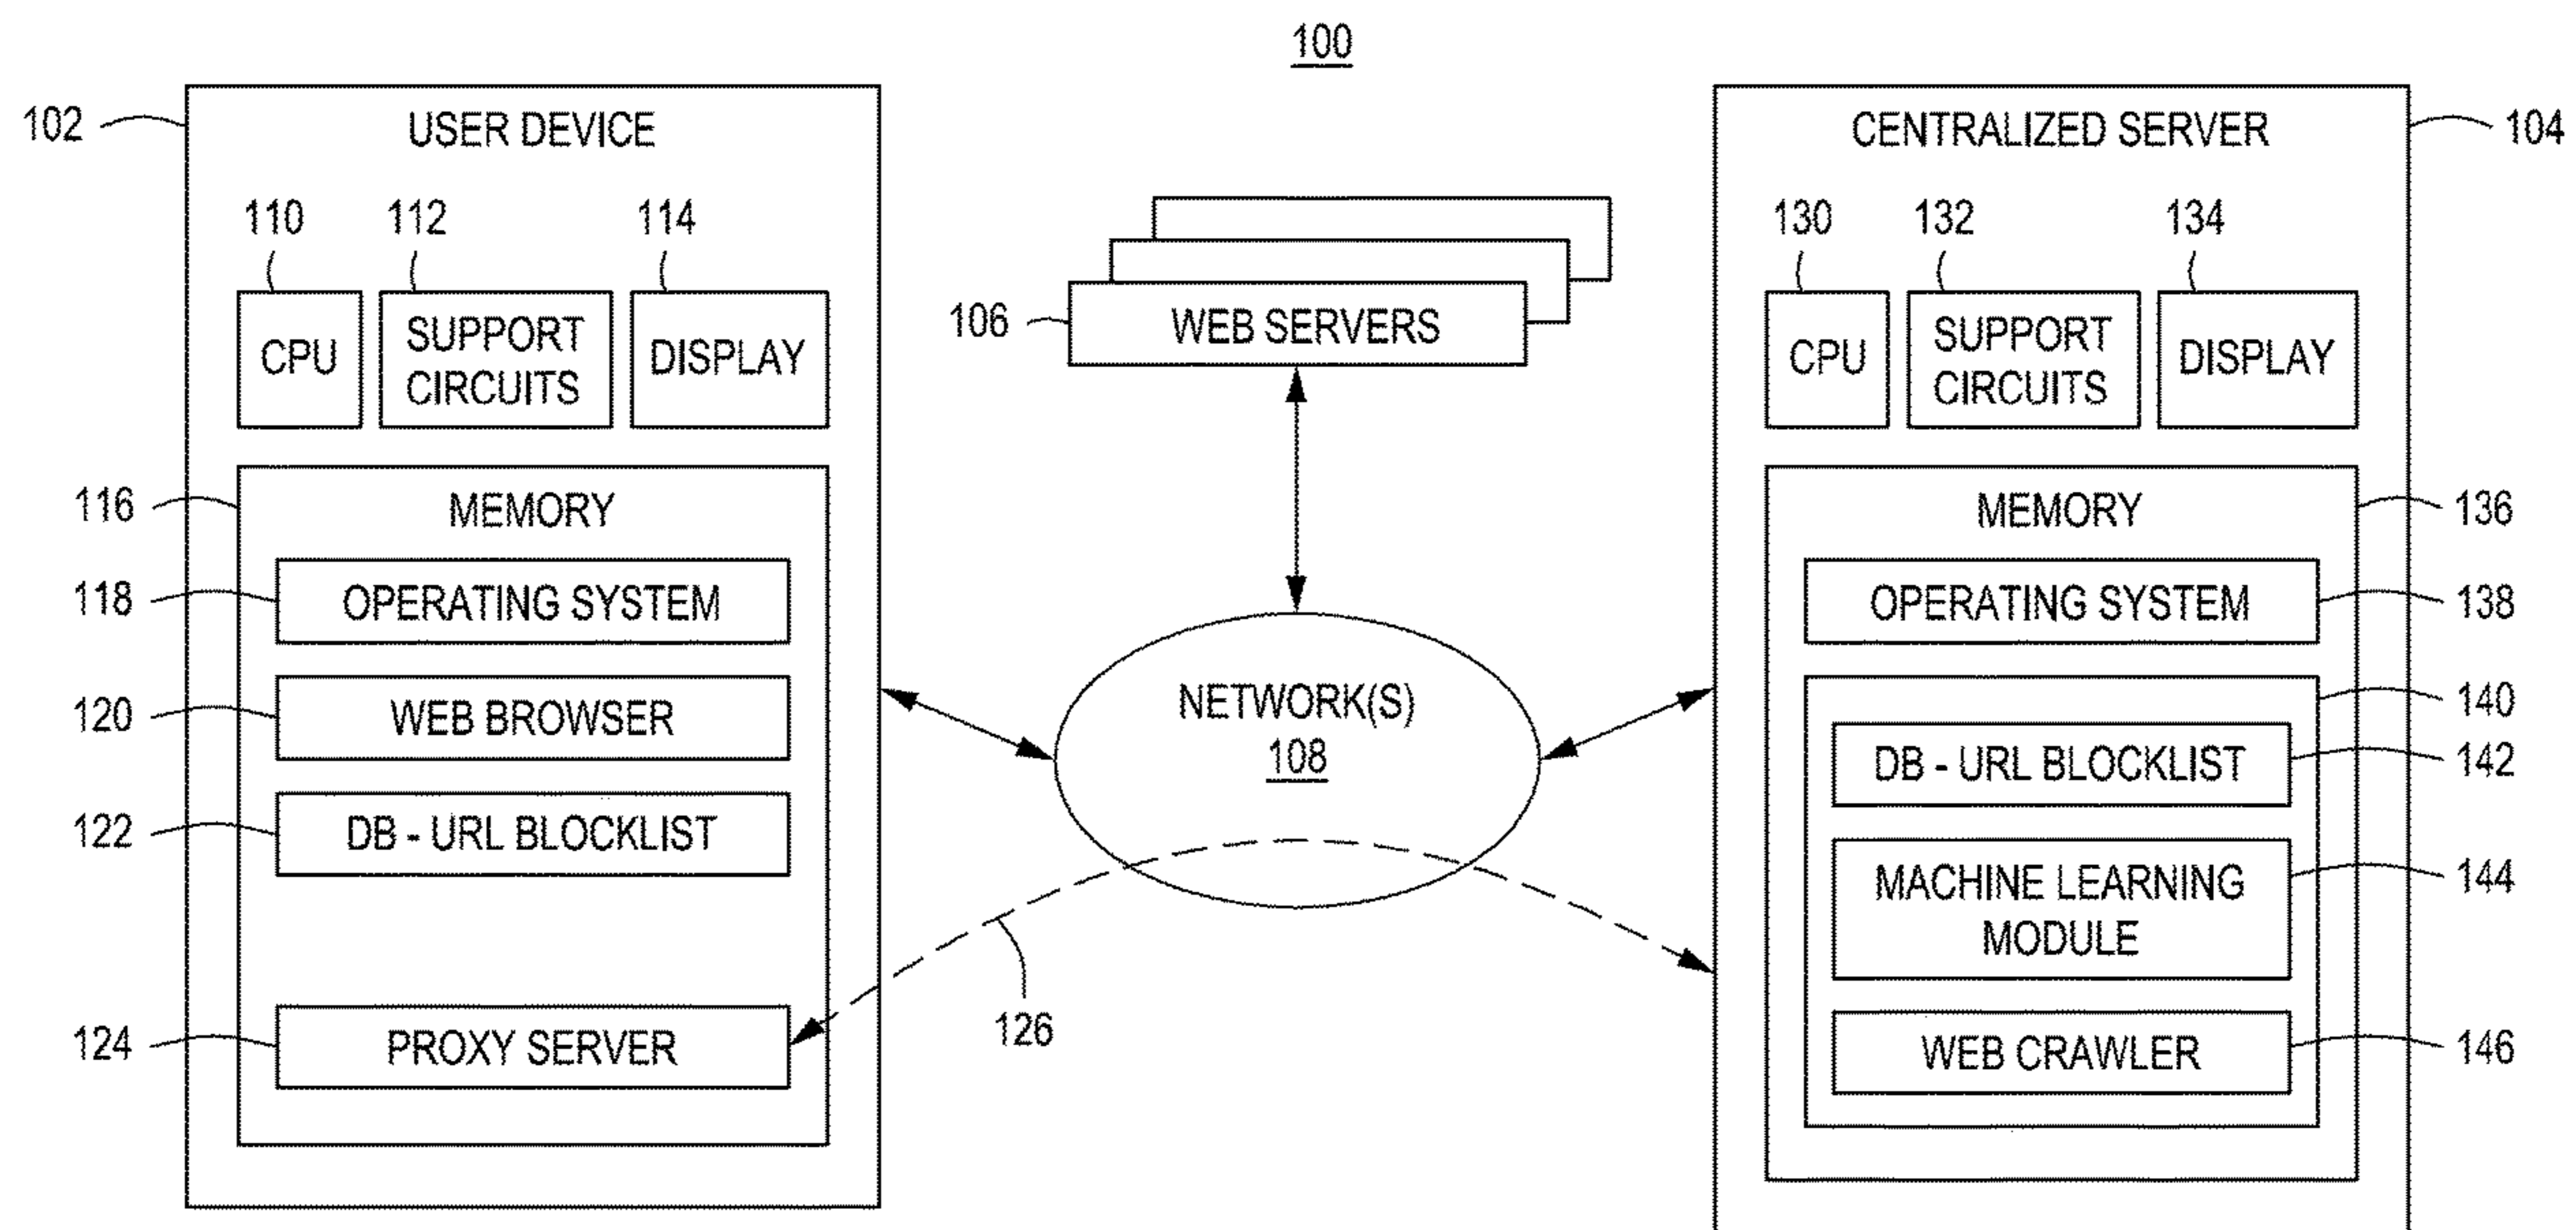 100
102
USER DEVICE
110
112
114
CPU
SUPPORT
CIRCUITS
DISPLAY
116
MEMORY
118
OPERATING SYSTEM
120
WEB BROWSER
122
DB - URL BLOCKLIST
124
PROXY SERVER
106
WEB SERVERS
NETWORK(S)
108
126
CENTRALIZED SERVER
104
130
132
134
CPU
SUPPORT
CIRCUITS
DISPLAY
MEMORY
136
OPERATING SYSTEM
138
140
DB - URL BLOCKLIST
142
MACHINE LEARNING
MODULE
144
WEB CRAWLER
146